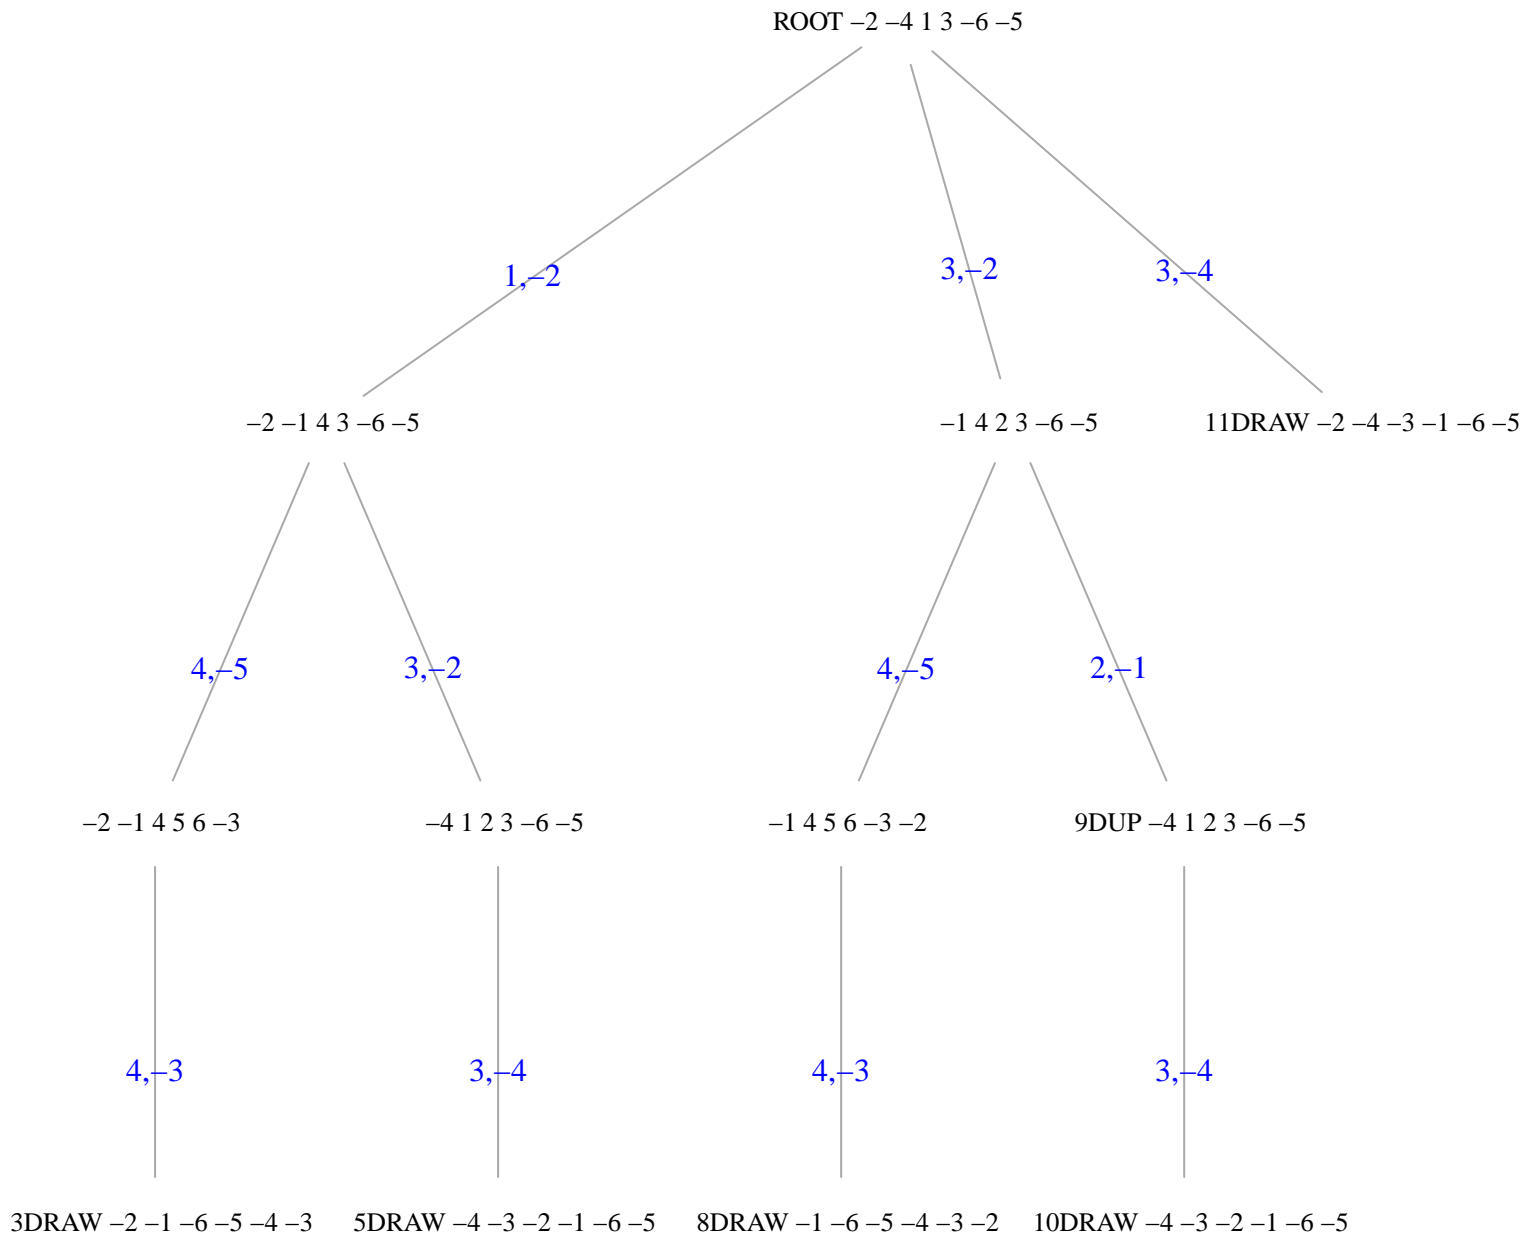 ROOT –2 –4 1 3 –6 –5
1,–2
3,–2
3,–4
–2 –1 4 3 –6 –5
–1 4 2 3 –6 –5
11DRAW –2 –4 –3 –1 –6 –5
4,–5
3,–2
4,–5
2,–1
–2 –1 4 5 6 –3
–4 1 2 3 –6 –5
–1 4 5 6 –3 –2
9DUP –4 1 2 3 –6 –5
4,–3
3,–4
4,–3
3,–4
3DRAW –2 –1 –6 –5 –4 –3
5DRAW –4 –3 –2 –1 –6 –5
8DRAW –1 –6 –5 –4 –3 –2
10DRAW –4 –3 –2 –1 –6 –5